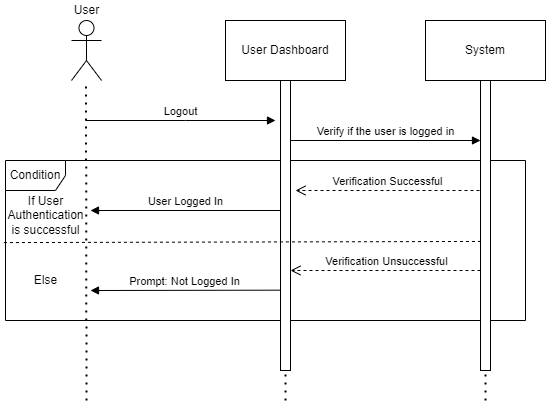 User
User Dashboard
System
Logout
Verify if the user is logged in
Condition
Verification Successful
If User
Authentication
is successful
User Logged In
Verification Unsuccessful
Else
Prompt: Not Logged In